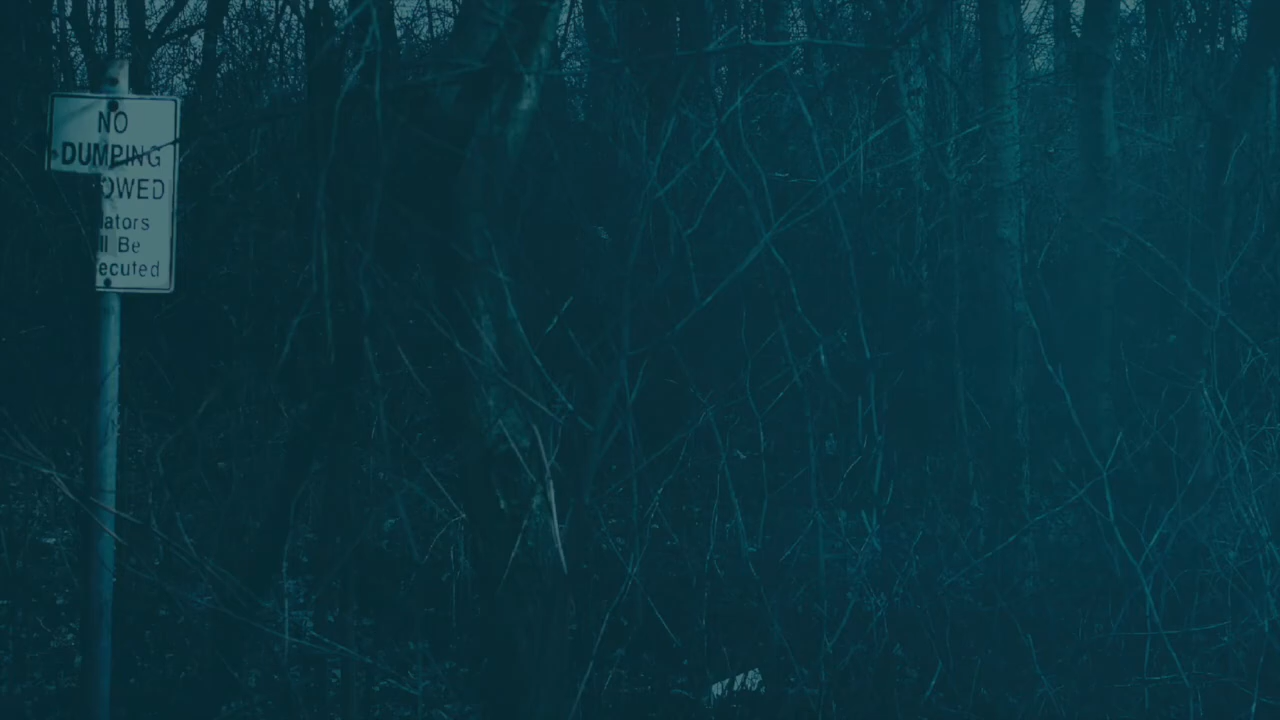 NO
DUMPING
OWED
ators
ll Be
ecuted